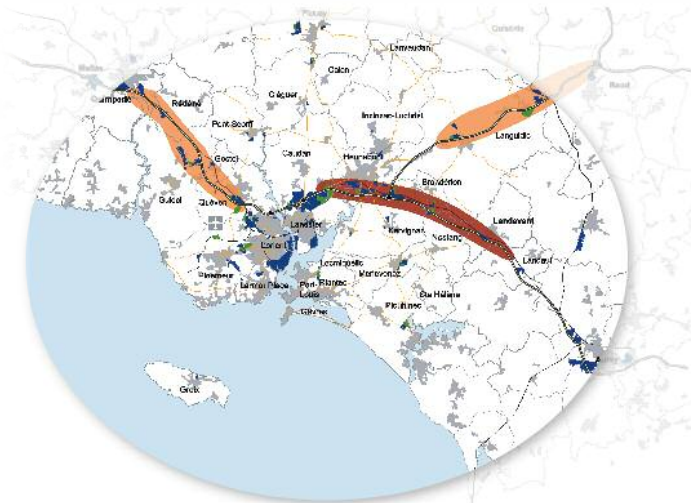 Plouay
Lanvaudan
Calan
Cléguer
Inzinzac-Lochrist
Quimperlé
Rédéné
Pont-Scorff
Caudan
Hennebont
Languidic
Gestel
Guidel
Quéven
Brandérion
Landévant
Lanester
Kervignac
Nostang
Lorient
Landaul
Ploemeur
Locmiquélic
Merlevenez
Larmor Plage
Port-
Louis
Riantec
Ste Hélène
Plouhinec
Gâvres
Groix